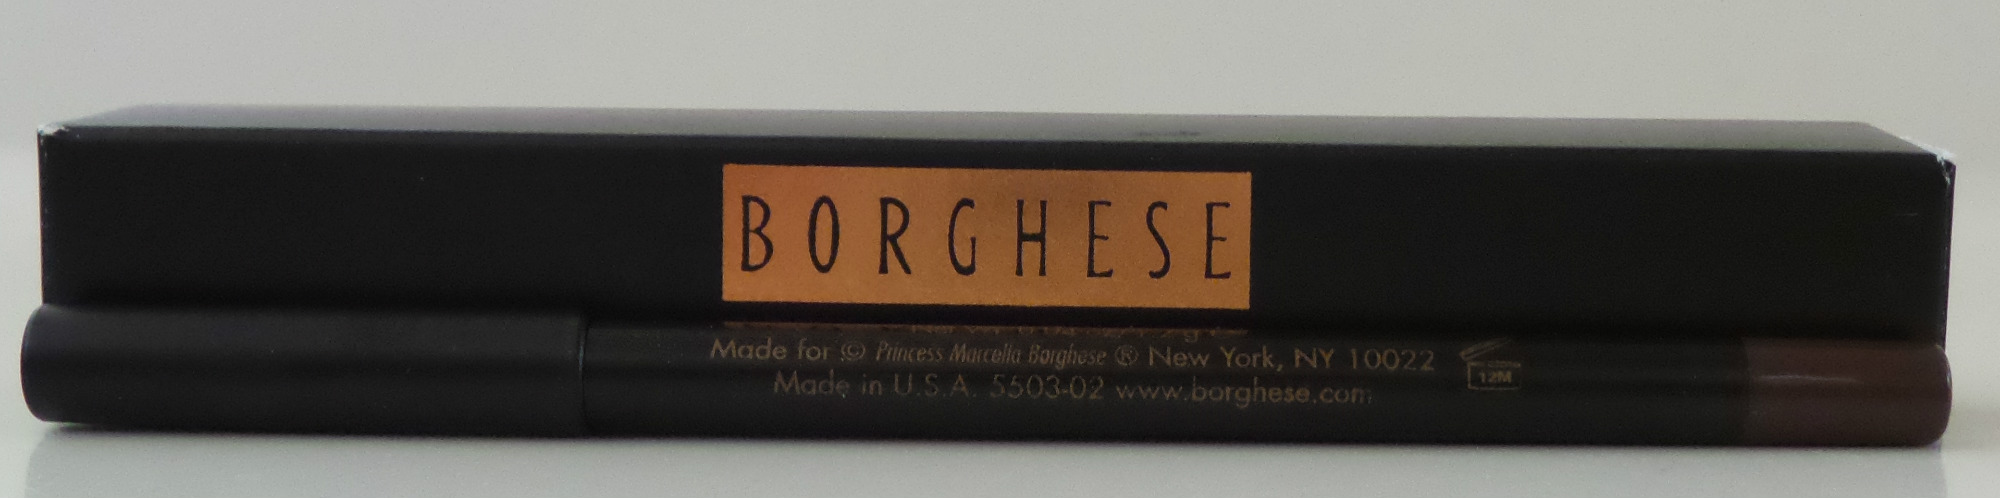 BORGHESE
Made for © Princess Marcella Borghese ® New York, NY 10022
12M
Made in U.S.A. 5503-02 www.borghese.com